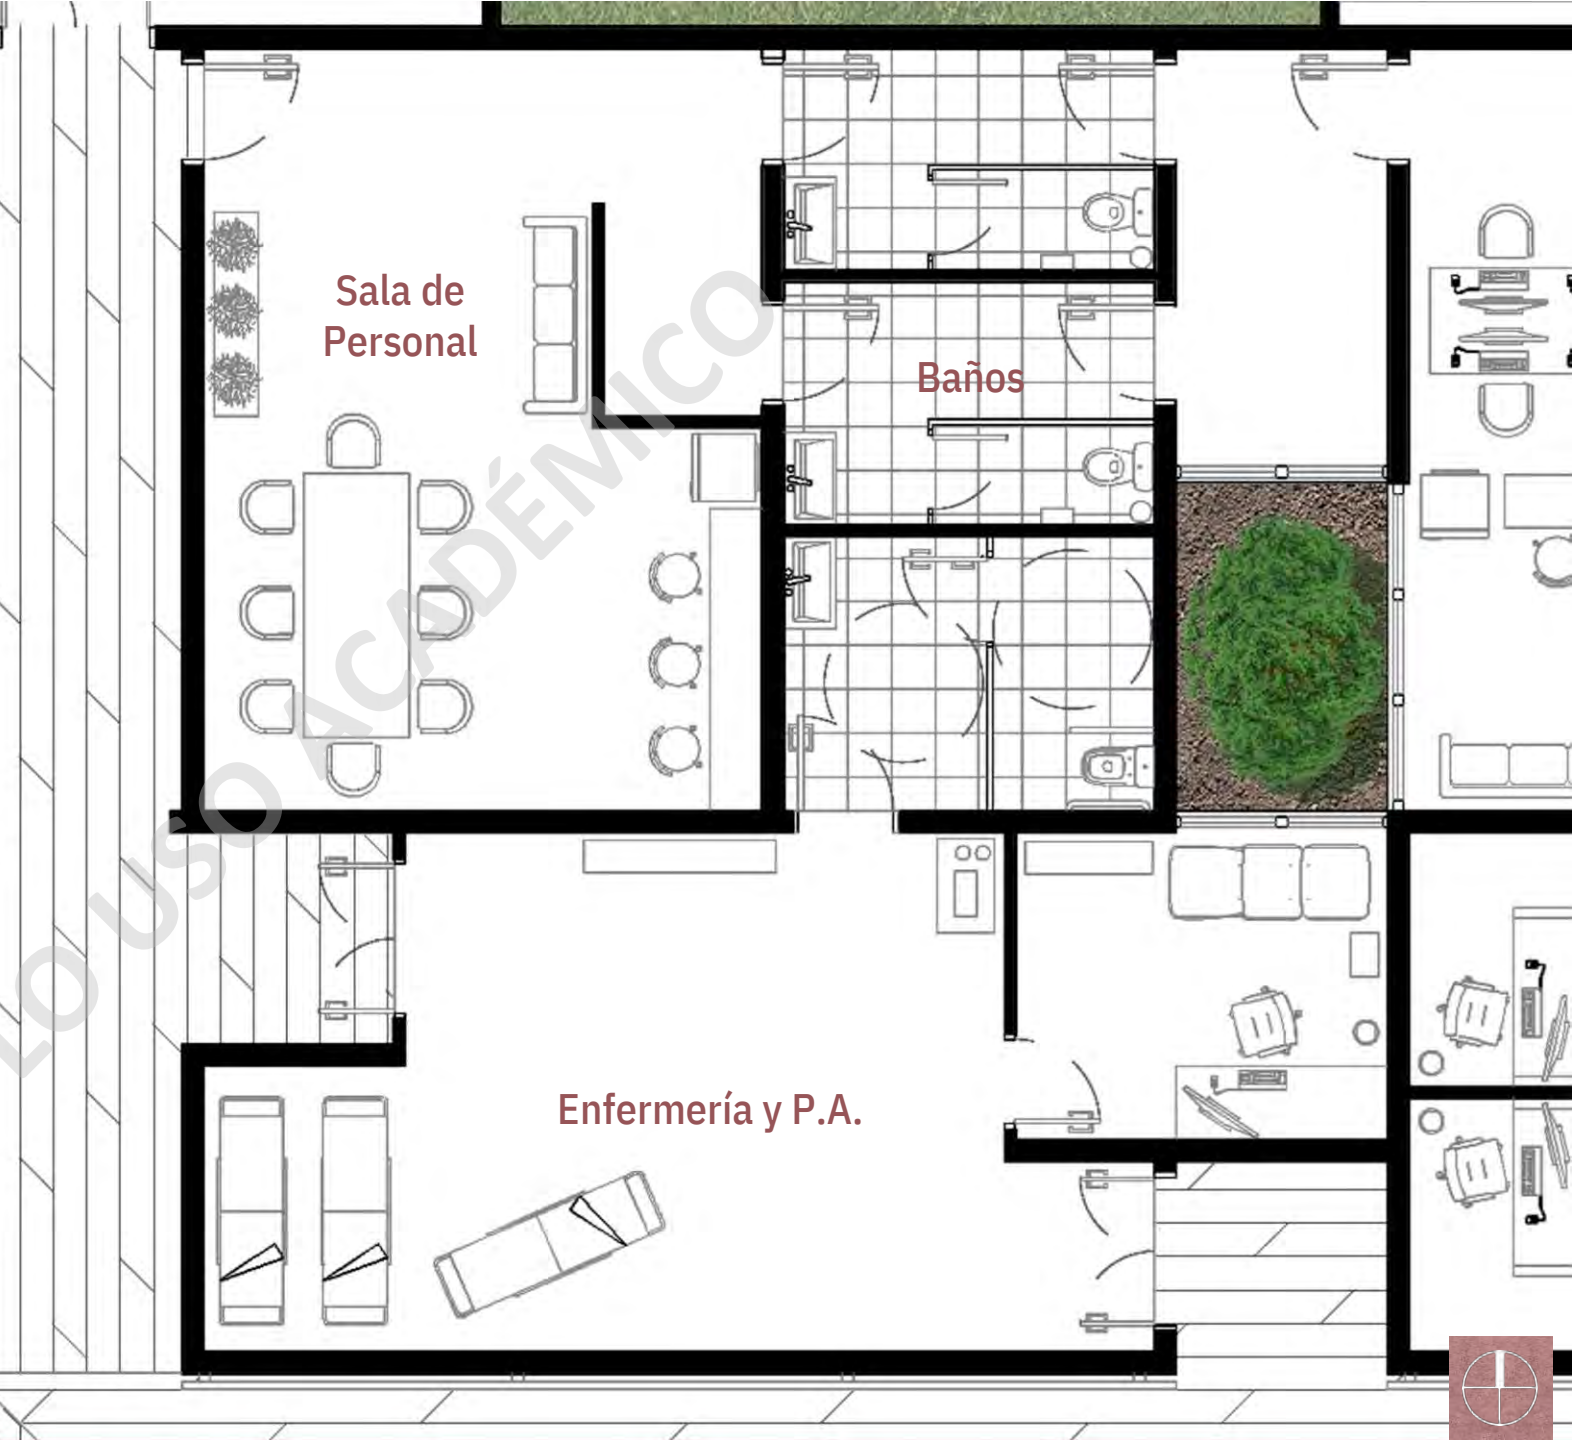 Sala de
Personal
Baños
Enfermería y P.A.
LO USO ACADÉMICO